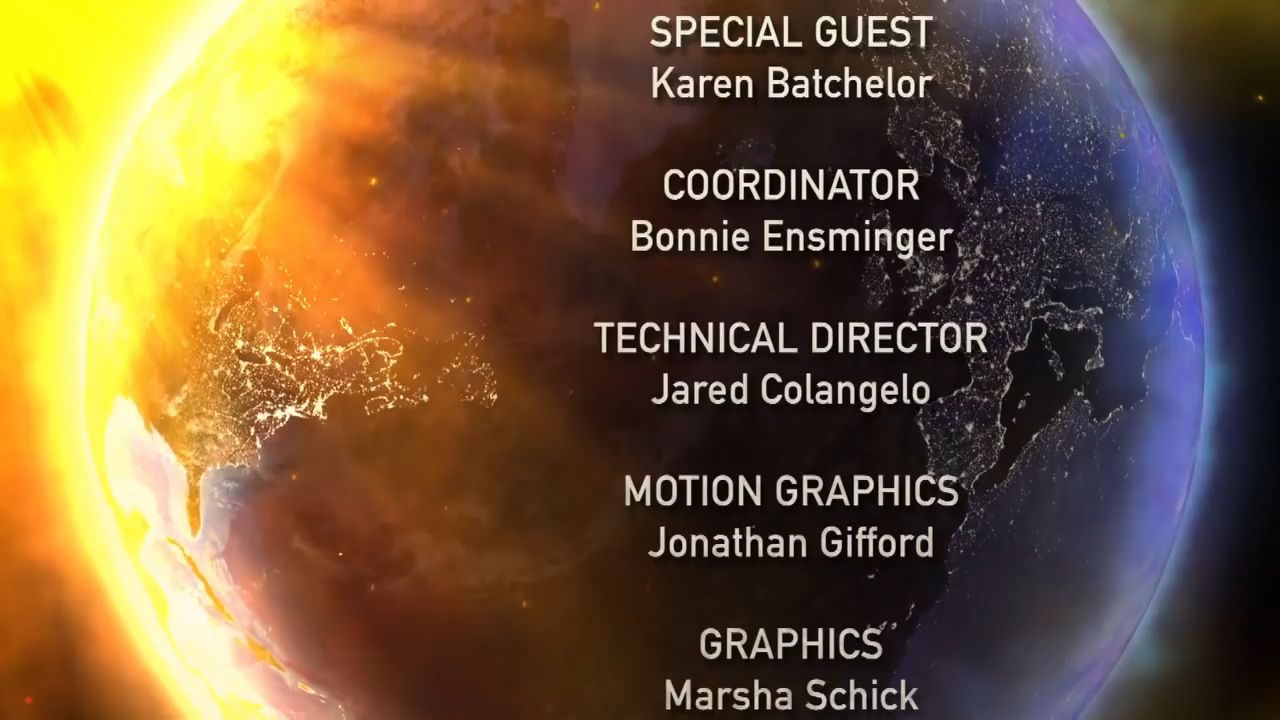 SPECIAL GUEST
Karen Batchelor
COORDINATOR
Bonnie Ensminger
TECHNICAL DIRECTOR
Jared Colangelo
MOTION GRAPHICS
Jonathan Gifford
GRAPHICS
Marsha Schick